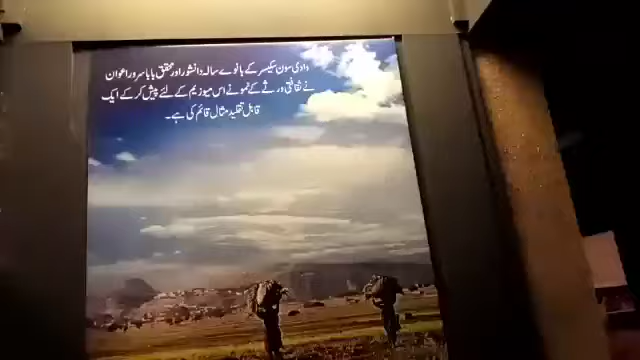 وادی سون سکیسر کے بانوے سالہ دانشور اور محقق بابا سرور اعوان
نے ثقافتی ورثے کے نمونے اس میوزیم کے لئے پیش کر کے ایک
قابل تقلید مثال قائم کی ہے۔